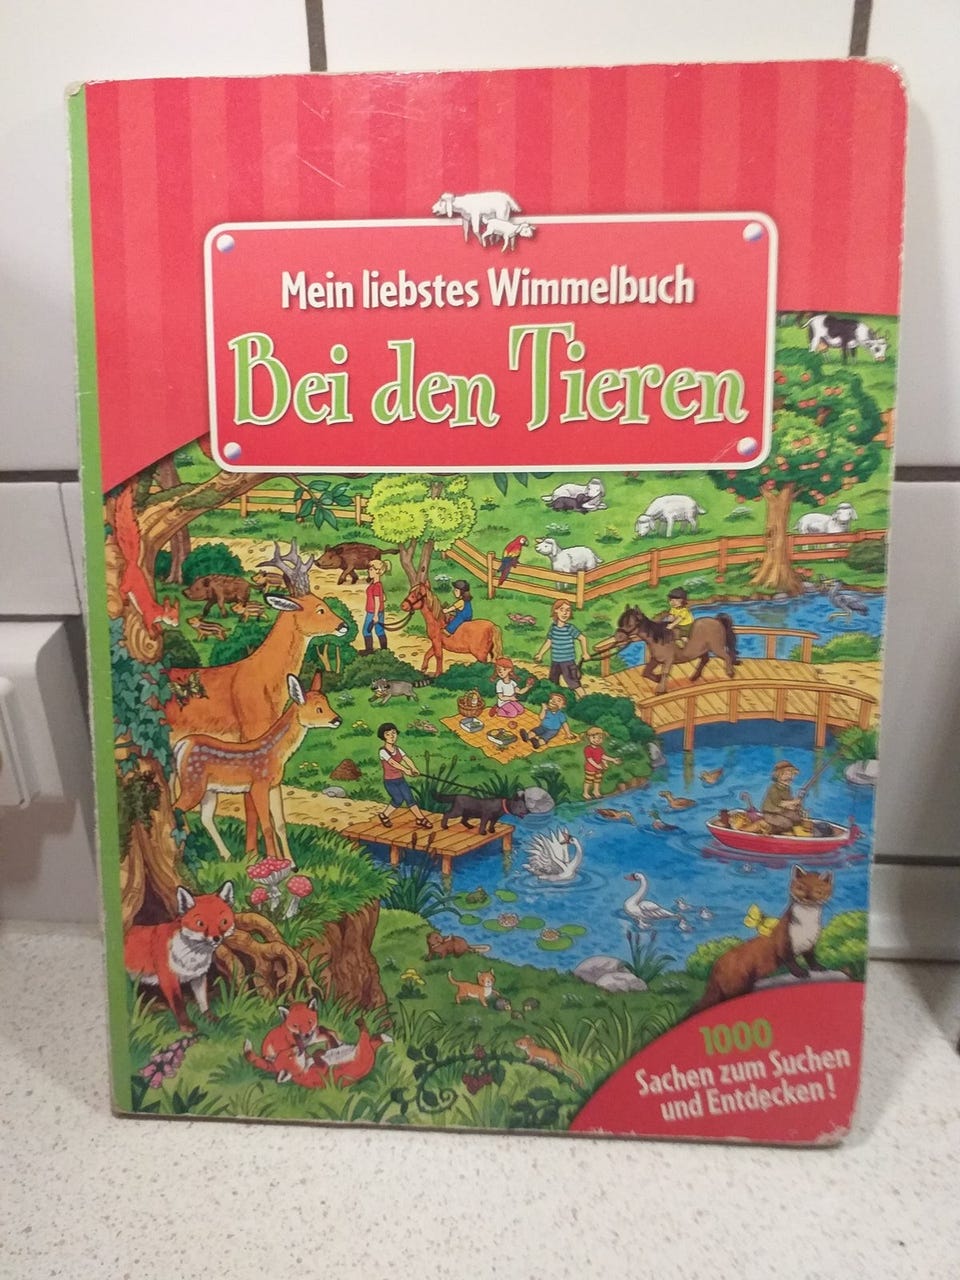 Mein liebstes Wimmelbuch
Bei den Tieren
1000
Sachen zum Suchen
und Entdecken!